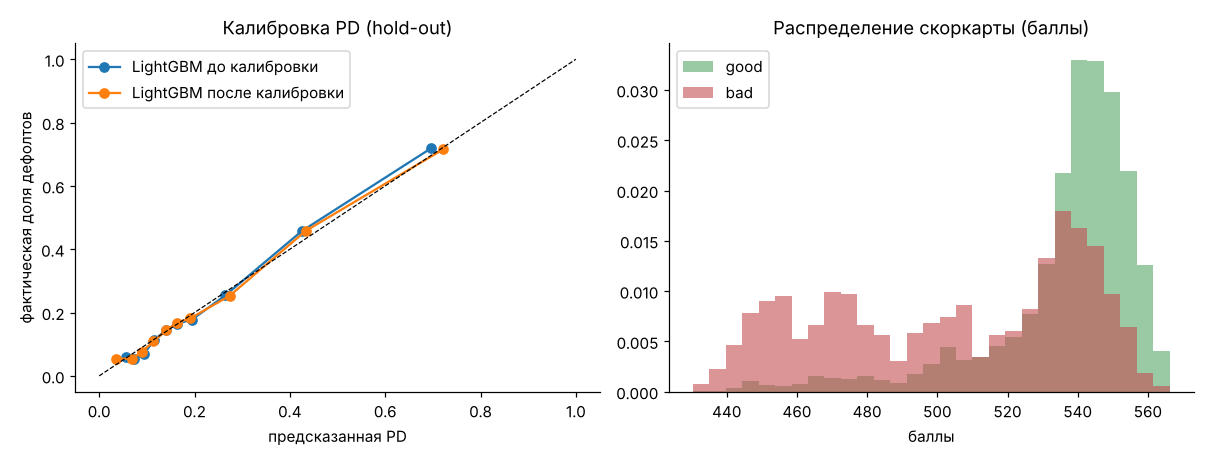 Калибровка PD (hold-out)
LightGBM до калибровки
LightGBM после калибровки
фактическая доля дефолтов
1.0
0.8
0.6
0.4
0.2
0.0
0.0 0.2 0.4 0.6 0.8 1.0
предсказанная PD
Распределение скоркарты (баллы)
good
bad
0.030
0.025
0.020
0.015
0.010
0.005
0.000
440 460 480 500 520 540 560
баллы